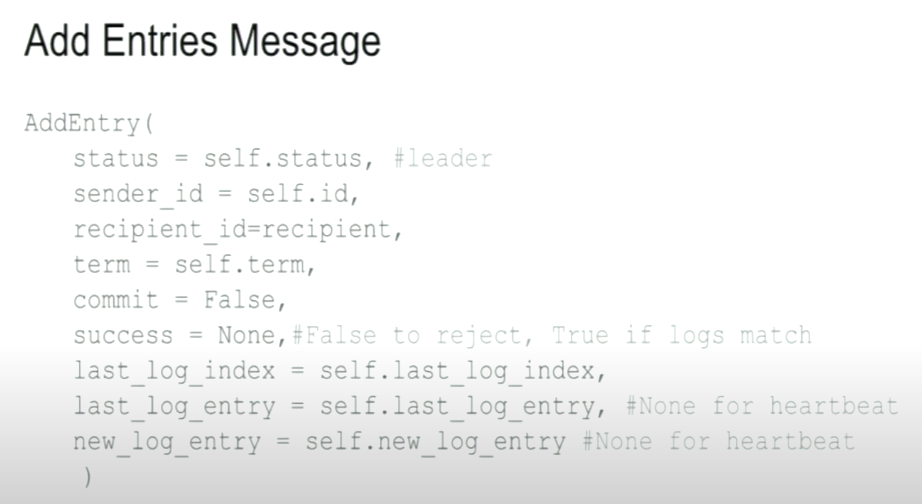 Add Entries Message
AddEntry(
status = self.status, #leader
sender_id = self.id,
recipient_id=recipient,
term = self.term,
commit = False,
success = None,#False to reject, True if logs match
last_log_index = self.last_log_index,
last_log_entry = self.last_log_entry, #None for heartbeat
new_log_entry = self.new_log_entry #None for heartbeat
)